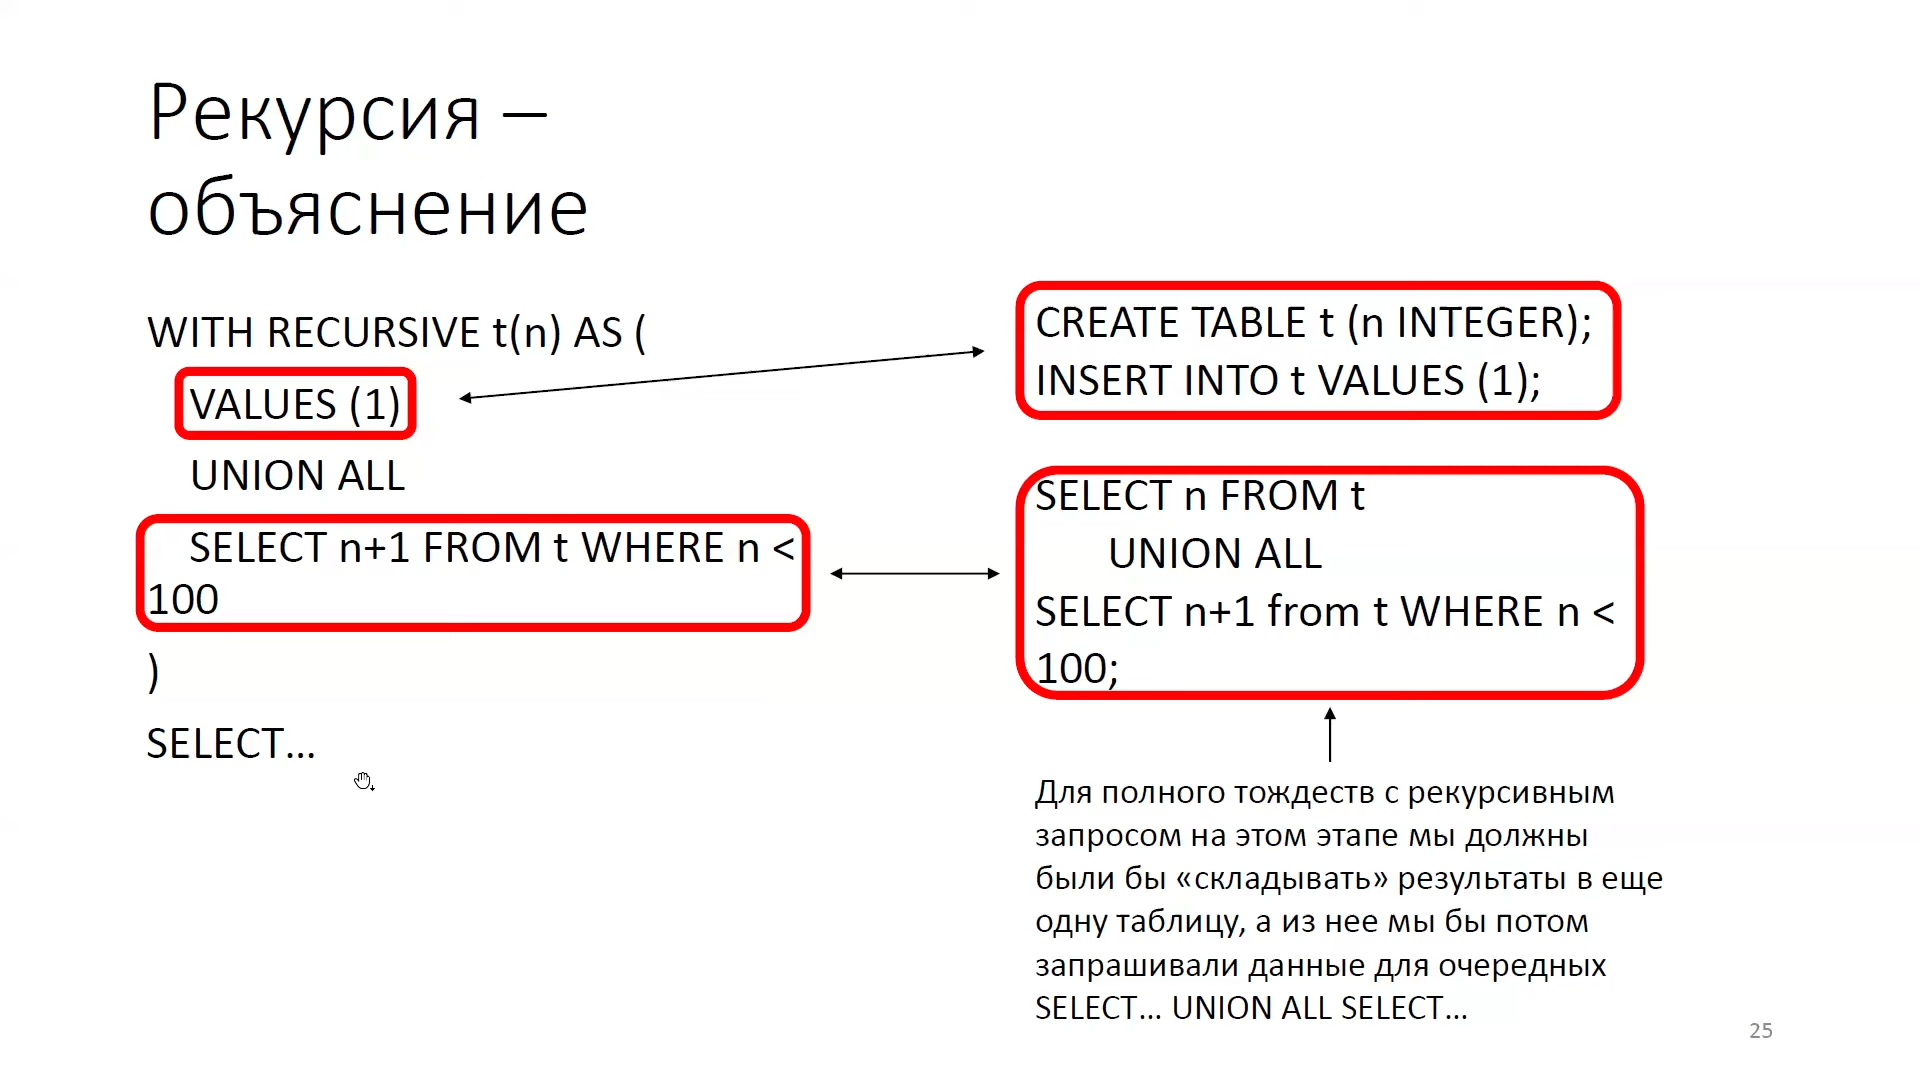 Рекурсия –
объяснение
WITH RECURSIVE t(n) AS (
VALUES (1)
UNION ALL
SELECT n+1 FROM t WHERE n <
100
)
SELECT…
CREATE TABLE t (n INTEGER);
INSERT INTO t VALUES (1);
SELECT n FROM t
UNION ALL
SELECT n+1 from t WHERE n <
100;
Для полного тождеств с рекурсивным
запросом на этом этапе мы должны
были бы «складывать» результаты в еще
одну таблицу, а из нее мы бы потом
запрашивали данные для очередных
SELECT… UNION ALL SELECT…
25